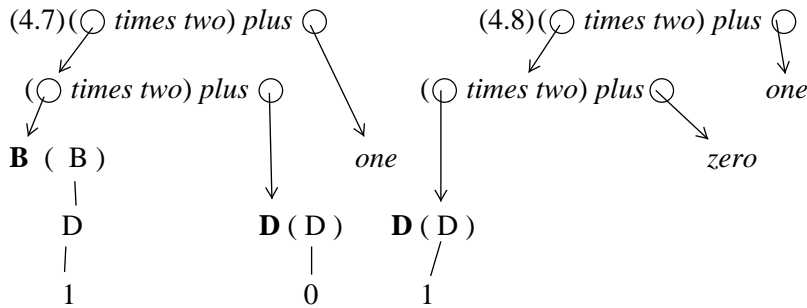 (4.7)( times two) plus (4.8)( times two) plus
( times two) plus ( times two) plus one
B ( B ) one zero
D D ( D ) D ( D )
1 0 1